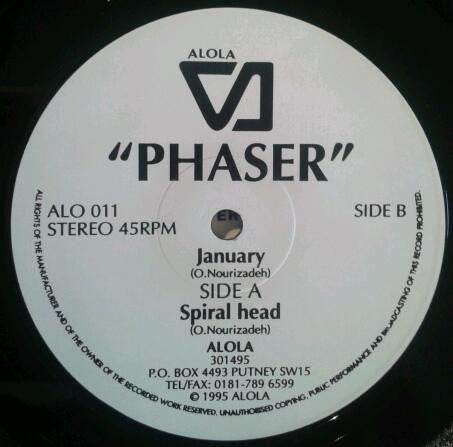 ALOLA
"PHASER"
ALO 011
STEREO 45RPM
SIDE B
January
(O.Nourizadeh)
SIDE A
Spiral head
(O.Nourizadeh)
ALOLA
301495
P.O. BOX 4493 PUTNEY SW15
TEL/FAX: 0181-789 6599
© 1995 ALOLA
ALL RIGHTS OF THE MANUFACTURER AND OF THE OWNER OF THE RECORDED WORK RESERVED. UNAUTHORISED COPYING, PUBLIC PERFORMANCE AND BROADCASTING OF THIS RECORD PROHIBITED.